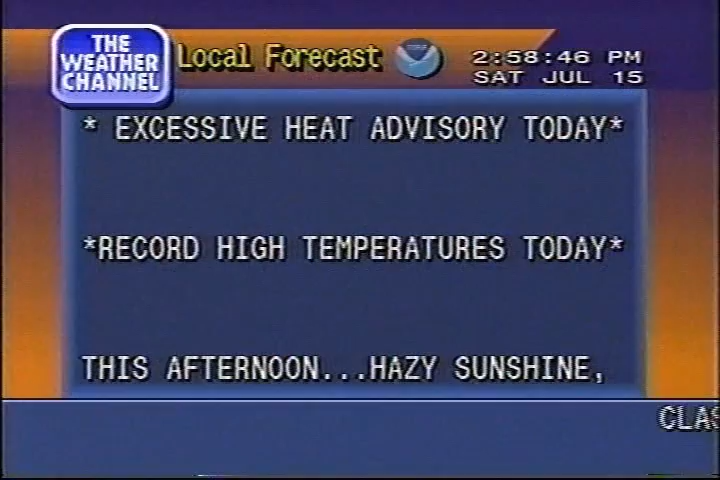 THE
WEATHER
CHANNEL
Local Forecast
2:58:46 PM
SAT JUL 15
* EXCESSIVE HEAT ADVISORY TODAY*
*RECORD HIGH TEMPERATURES TODAY*
THIS AFTERNOON...HAZY SUNSHINE,